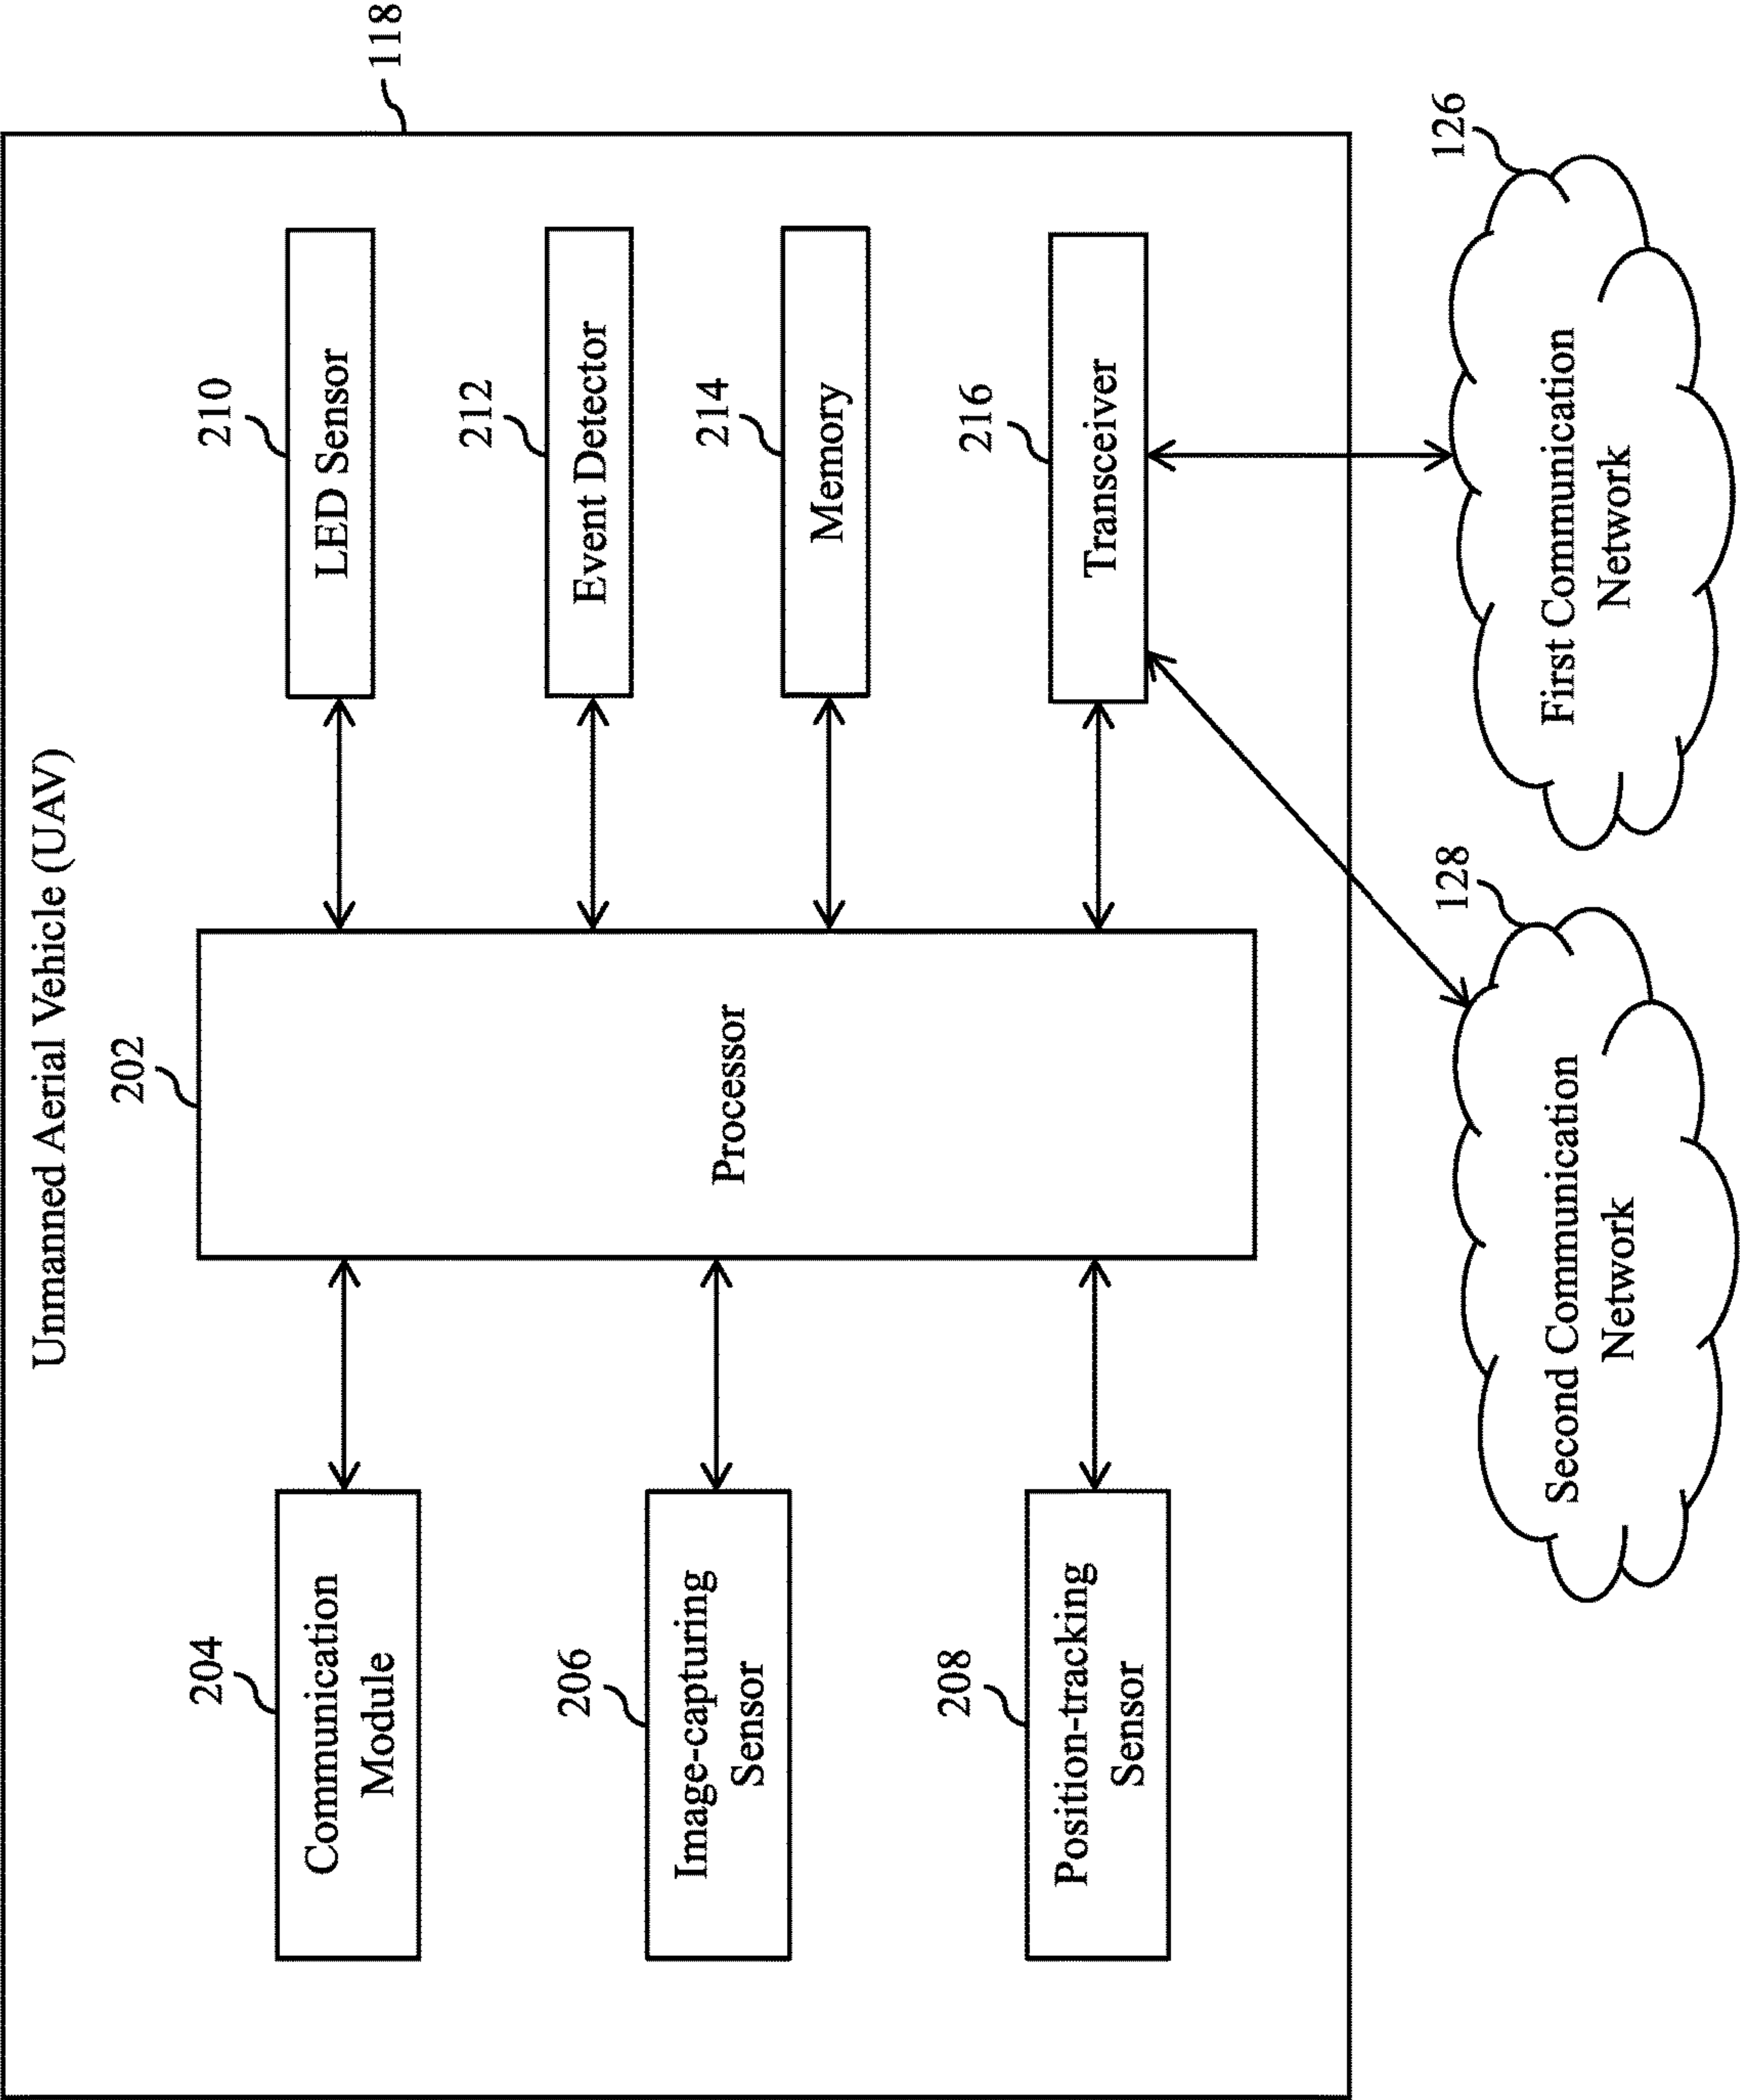 Unmanned Aerial Vehicle (UAV)
118
202
Processor
204
Communication
Module
206
Image-capturing
Sensor
208
Position-tracking
Sensor
210
LED Sensor
212
Event Detector
214
Memory
216
Transceiver
128
Second Communication
Network
126
First Communication
Network